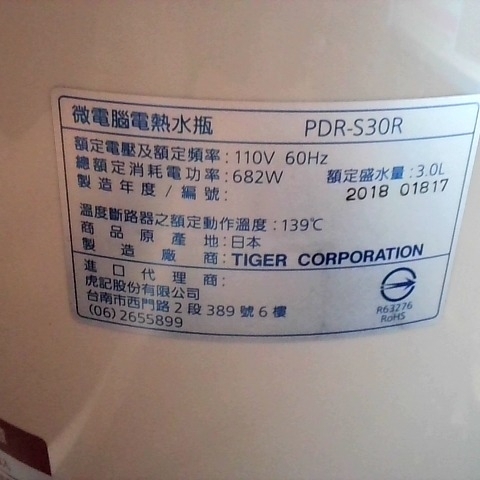 微電腦電熱水瓶 PDR-S30R
額定電壓及額定頻率:110V 60Hz
總額定消耗電功率:682W 額定盛水量:3.0L
製造年度/編號: 2018 01817
溫度斷路器之額定動作溫度:139℃
商品原產地:日本
製造廠商:TIGER CORPORATION
進口代理商:
虎記股份有限公司
台南市西門路2段389號6樓
(06)2655899
R63276
RoHS